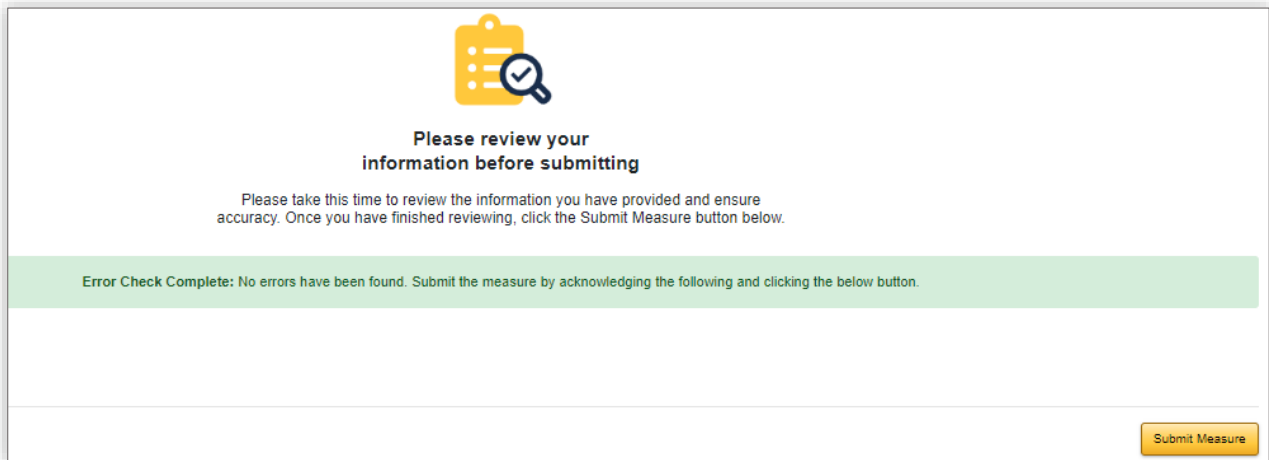 Please review your
information before submitting
Please take this time to review the information you have provided and ensure
accuracy. Once you have finished reviewing, click the Submit Measure button below.
Error Check Complete: No errors have been found. Submit the measure by acknowledging the following and clicking the below button.
Submit Measure